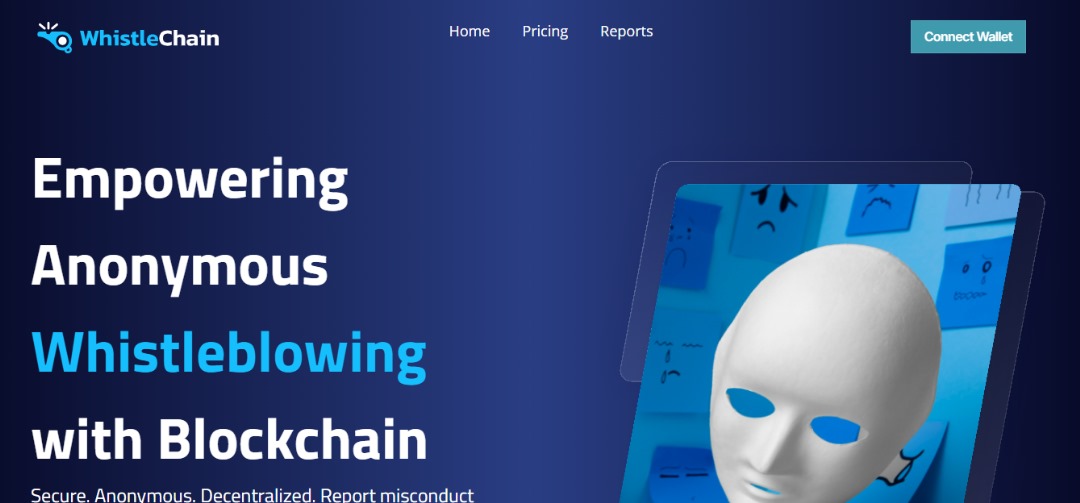 WhistleChain
Home
Pricing
Reports
Connect Wallet
Empowering
Anonymous
Whistleblowing
with Blockchain
Secure. Anonymous. Decentralized. Report misconduct